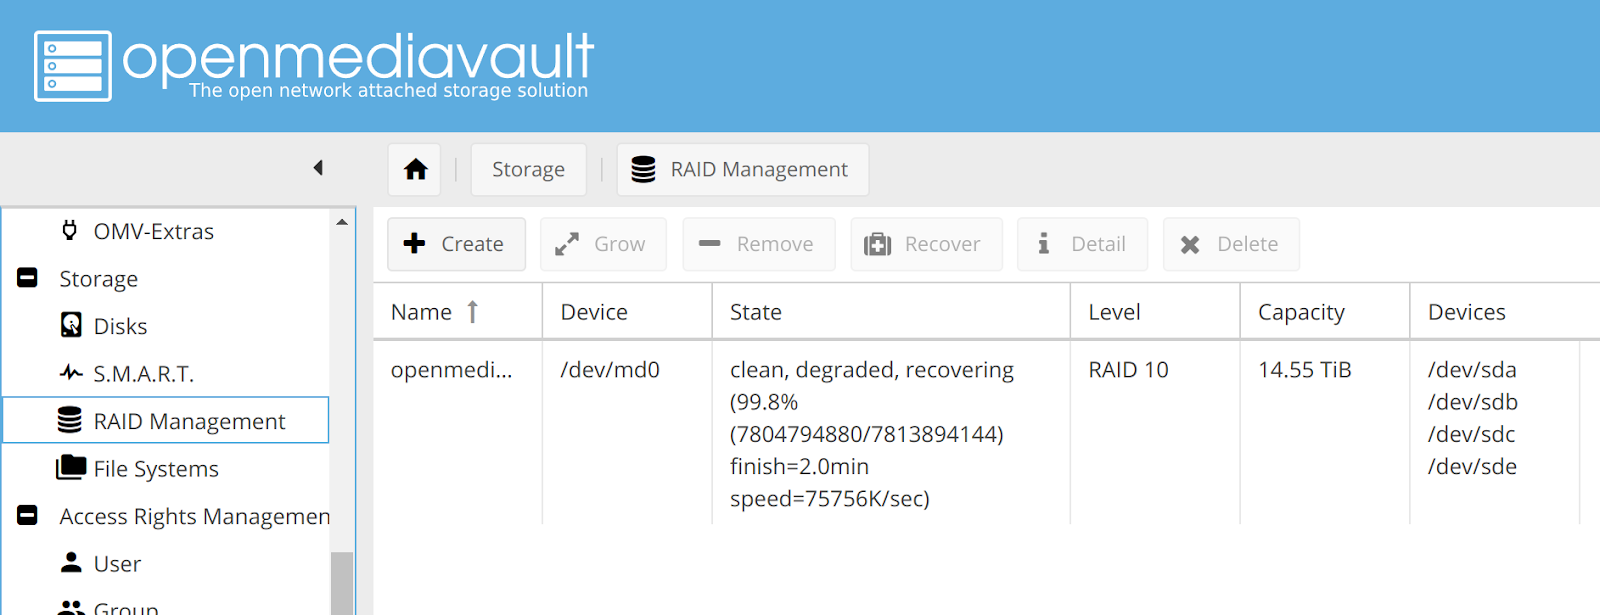 openmediavault
The open network attached storage solution
Storage
RAID Management
OMV-Extras
Storage
Disks
S.M.A.R.T.
RAID Management
File Systems
Access Rights Managemen
User
Group
Create
Grow
Remove
Recover
Detail
Delete
Name
Device
State
Level
Capacity
Devices
openmedi...
/dev/md0
clean, degraded, recovering
(99.8%
(7804794880/7813894144)
finish=2.0min
speed=75756K/sec)
RAID 10
14.55 TiB
/dev/sda
/dev/sdb
/dev/sdc
/dev/sde